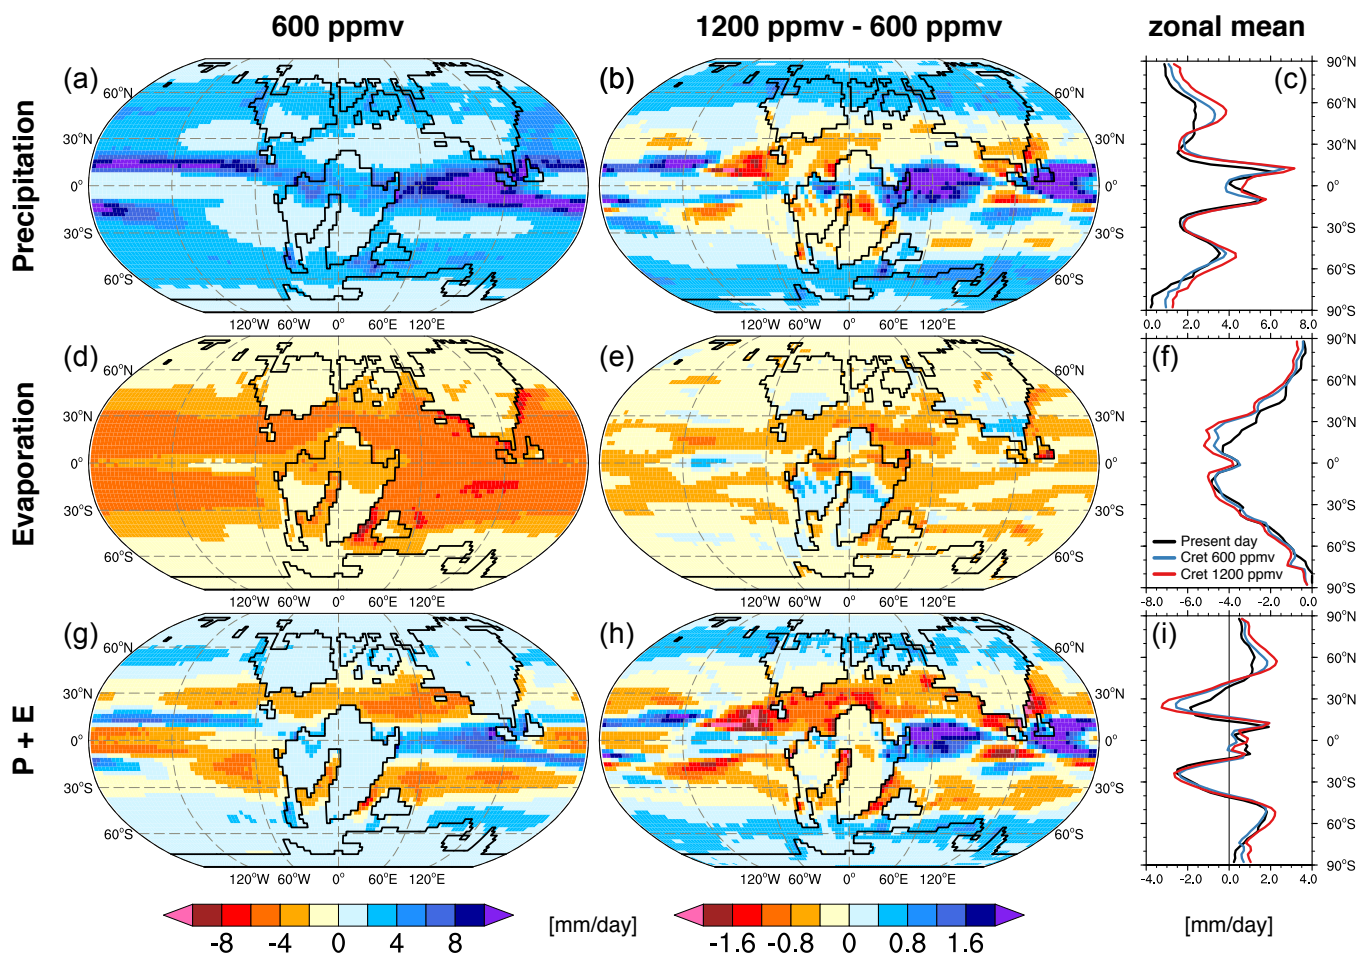 600 ppmv
1200 ppmv - 600 ppmv
zonal mean
Precipitation
(a)
60°N
30°N
0°
30°S
60°S
120°W 60°W 0° 60°E 120°E
(b)
60°N
30°N
0°
30°S
60°S
120°W 60°W 0° 60°E 120°E
(c)
90°N
60°N
30°N
0°
30°S
60°S
90°S
0.0 2.0 4.0 6.0 8.0
Evaporation
(d)
60°N
30°N
0°
30°S
60°S
120°W 60°W 0° 60°E 120°E
(e)
60°N
30°N
0°
30°S
60°S
120°W 60°W 0° 60°E 120°E
(f)
90°N
60°N
30°N
0°
30°S
60°S
90°S
Present day
Cret 600 ppmv
Cret 1200 ppmv
-8.0 -6.0 -4.0 -2.0 0.0
P + E
(g)
60°N
30°N
0°
30°S
60°S
120°W 60°W 0° 60°E 120°E
(h)
60°N
30°N
0°
30°S
60°S
120°W 60°W 0° 60°E 120°E
(i)
90°N
60°N
30°N
0°
30°S
60°S
90°S
-4.0 -2.0 0.0 2.0 4.0
-8 -4 0 4 8
[mm/day]
-1.6 -0.8 0 0.8 1.6
[mm/day]